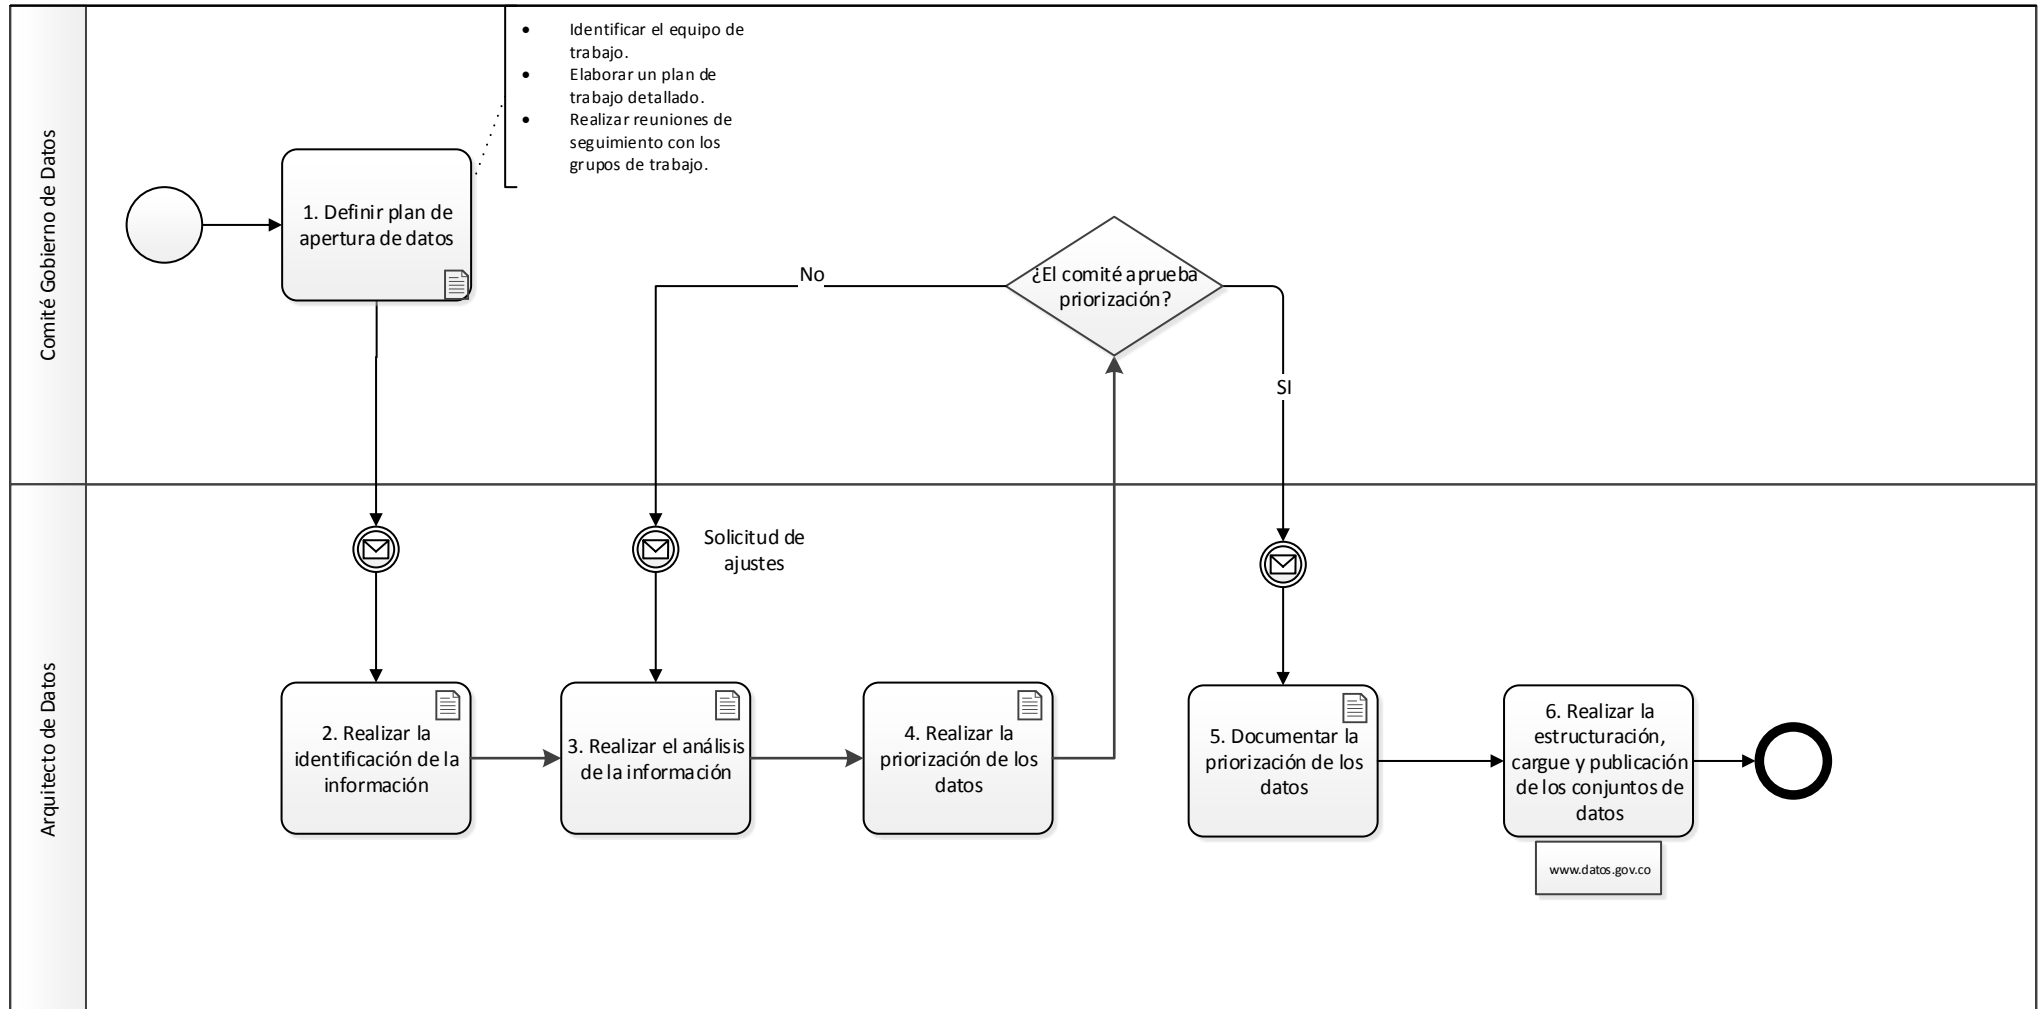 Comité Gobierno de Datos
• Identificar el equipo de
trabajo.
• Elaborar un plan de
trabajo detallado.
• Realizar reuniones de
seguimiento con los
grupos de trabajo.
1. Definir plan de
apertura de datos
No
¿El comité aprueba
priorización?
SI
Arquitecto de Datos
Solicitud de
ajustes
2. Realizar la
identificación de la
información
3. Realizar el análisis
de la información
4. Realizar la
priorización de los
datos
5. Documentar la
priorización de los
datos
6. Realizar la
estructuración,
cargue y publicación
de los conjuntos de
datos
www.datos.gov.co